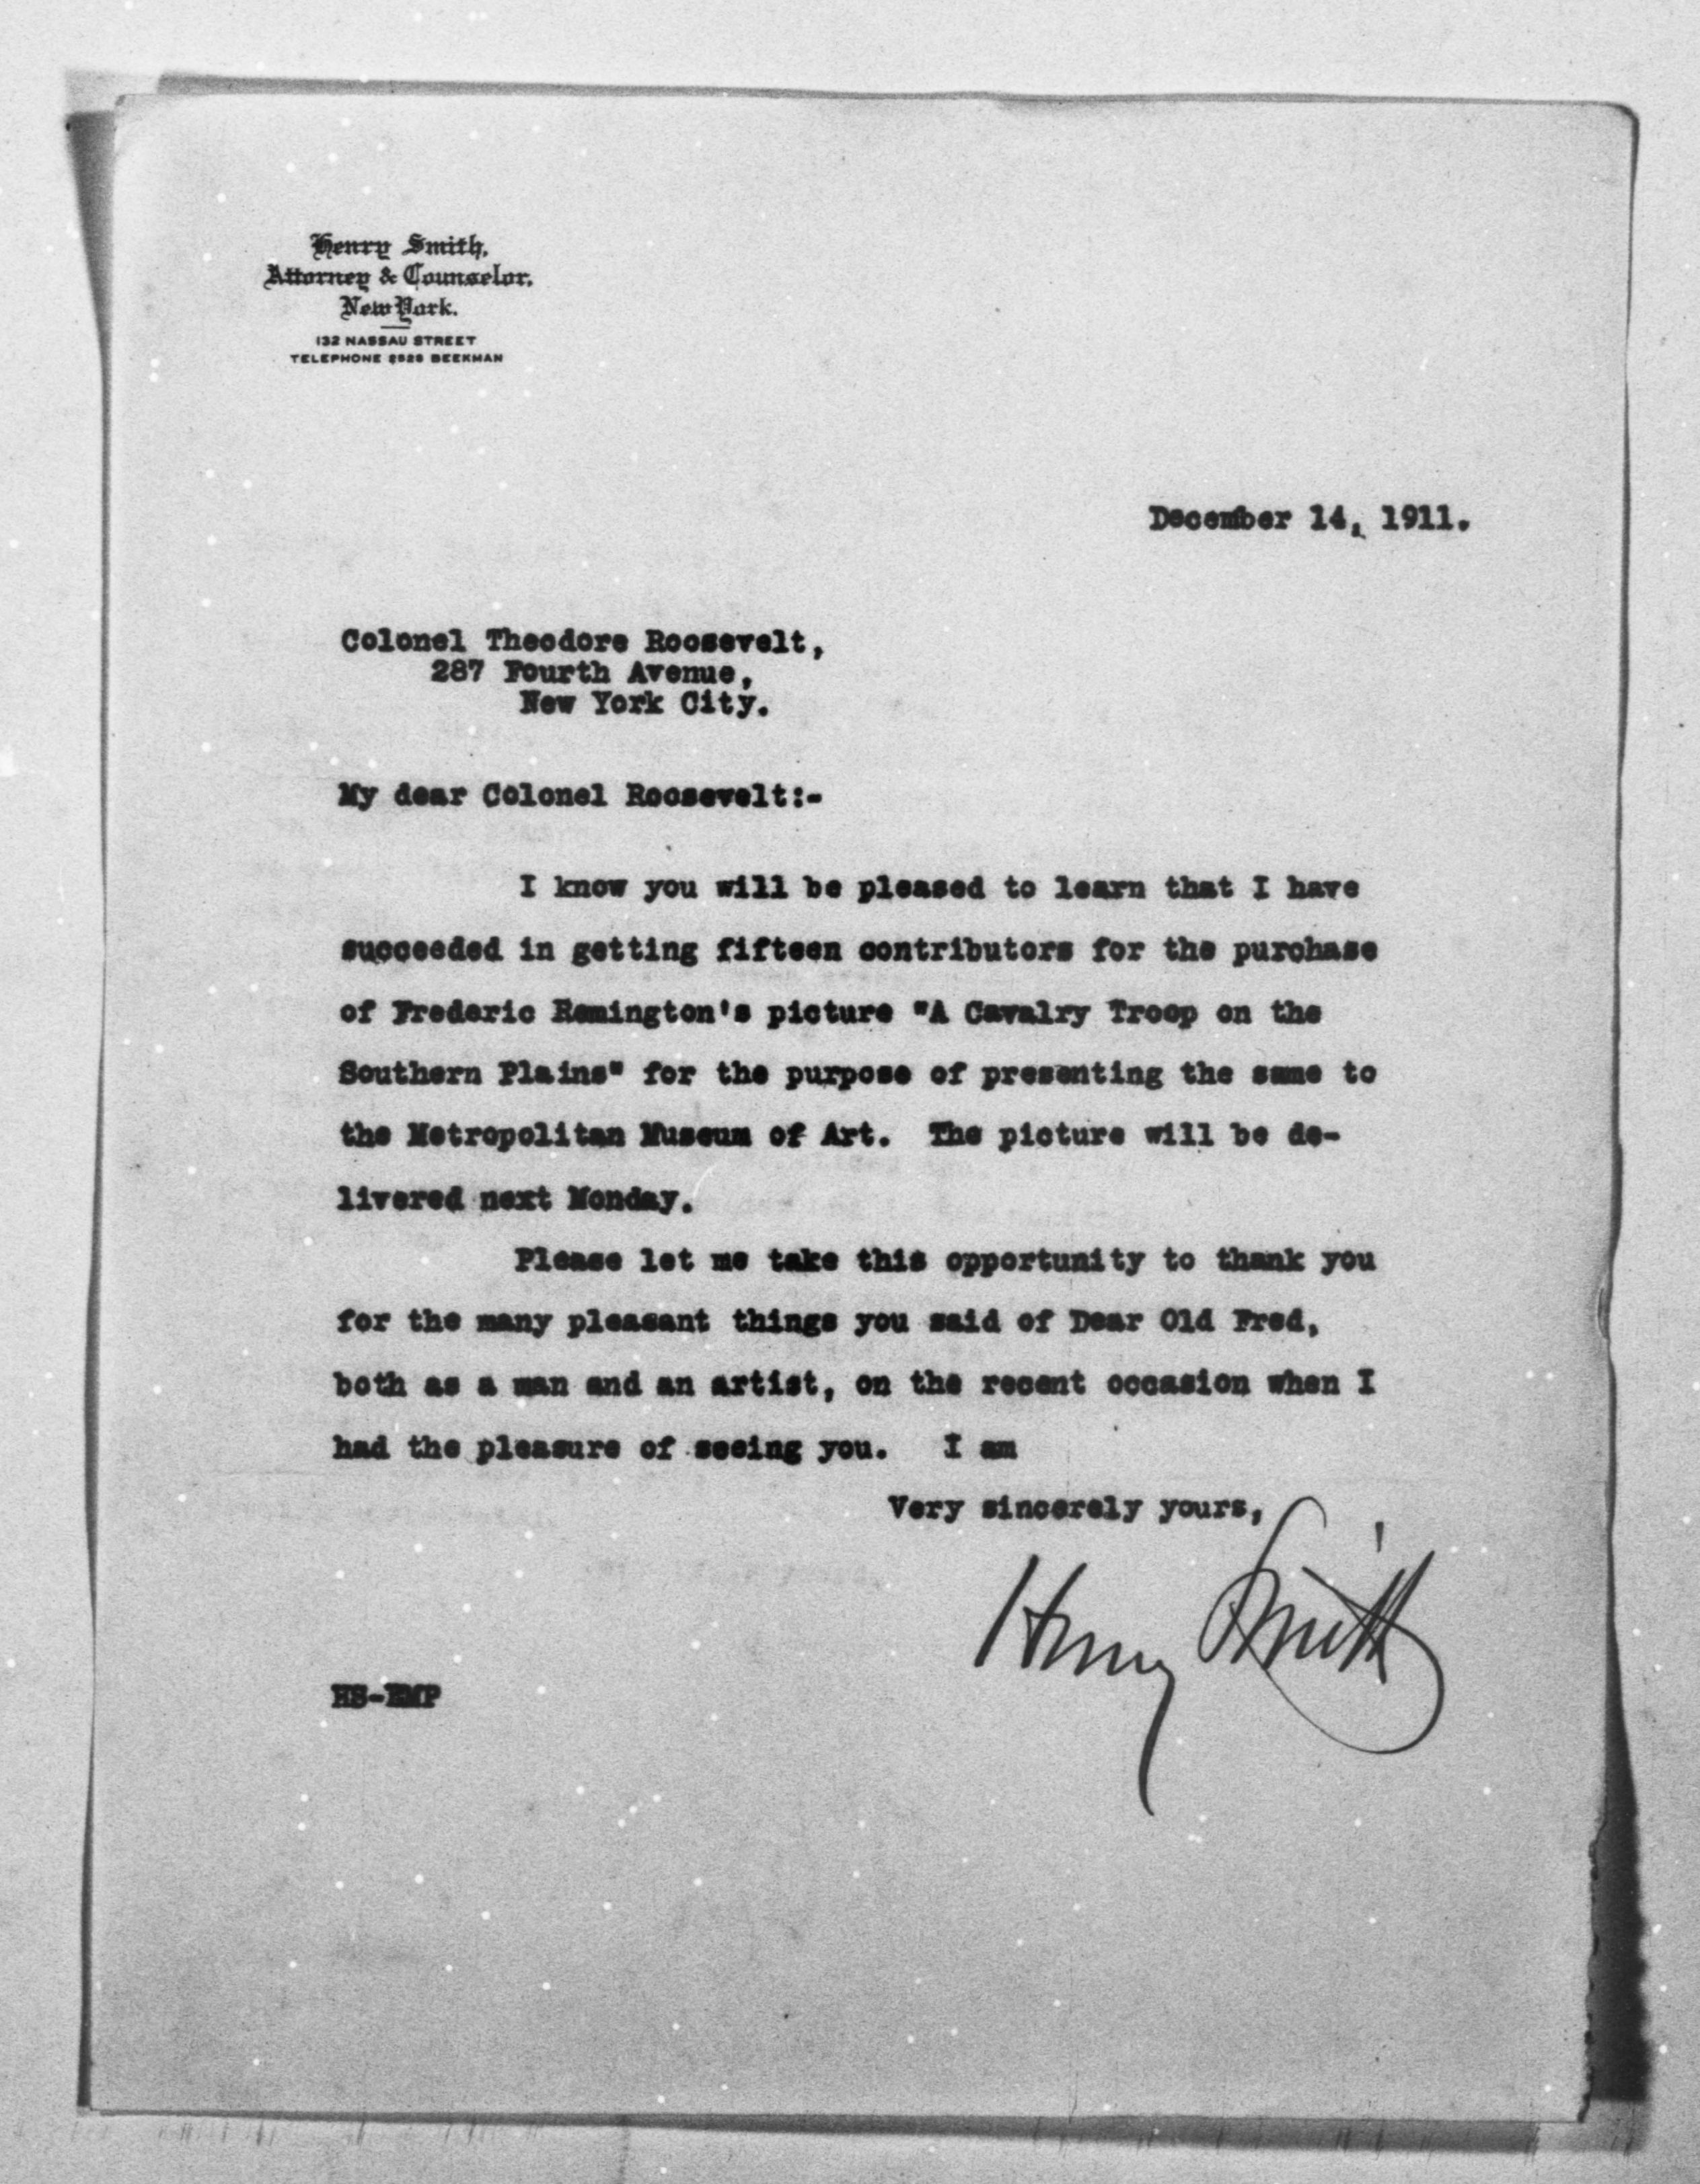 Henry Smith,
Attorney & Counselor,
New York.
132 NASSAU STREET
TELEPHONE BEEKMAN
December 14, 1911.
Colonel Theodore Roosevelt,
287 Fourth Avenue,
New York City.
My dear Colonel Roosevelt:-
I know you will be pleased to learn that I have
succeeded in getting fifteen contributors for the purchase
of Frederic Remington's picture "A Cavalry Troop on the
Southern Plains" for the purpose of presenting the same to
the Metropolitan Museum of Art. The picture will be de-
livered next Monday.
Please let me take this opportunity to thank you
for the many pleasant things you said of Dear Old Fred,
both as a man and an artist, on the recent occasion when I
had the pleasure of seeing you. I am
Very sincerely yours,
Henry Smith
HS-EMP